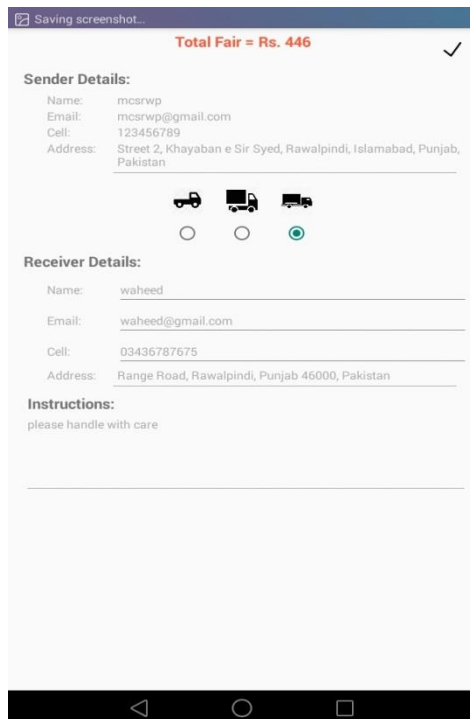 Saving screenshot...
Total Fair = Rs. 446
Sender Details:
Name: mcsrwp
Email: mcsrwp@gmail.com
Cell: 123456789
Address: Street 2, Khayaban e Sir Syed, Rawalpindi, Islamabad, Punjab,
Pakistan
Receiver Details:
Name: waheed
Email: waheed@gmail.com
Cell: 03436787675
Address: Range Road, Rawalpindi, Punjab 46000, Pakistan
Instructions:
please handle with care